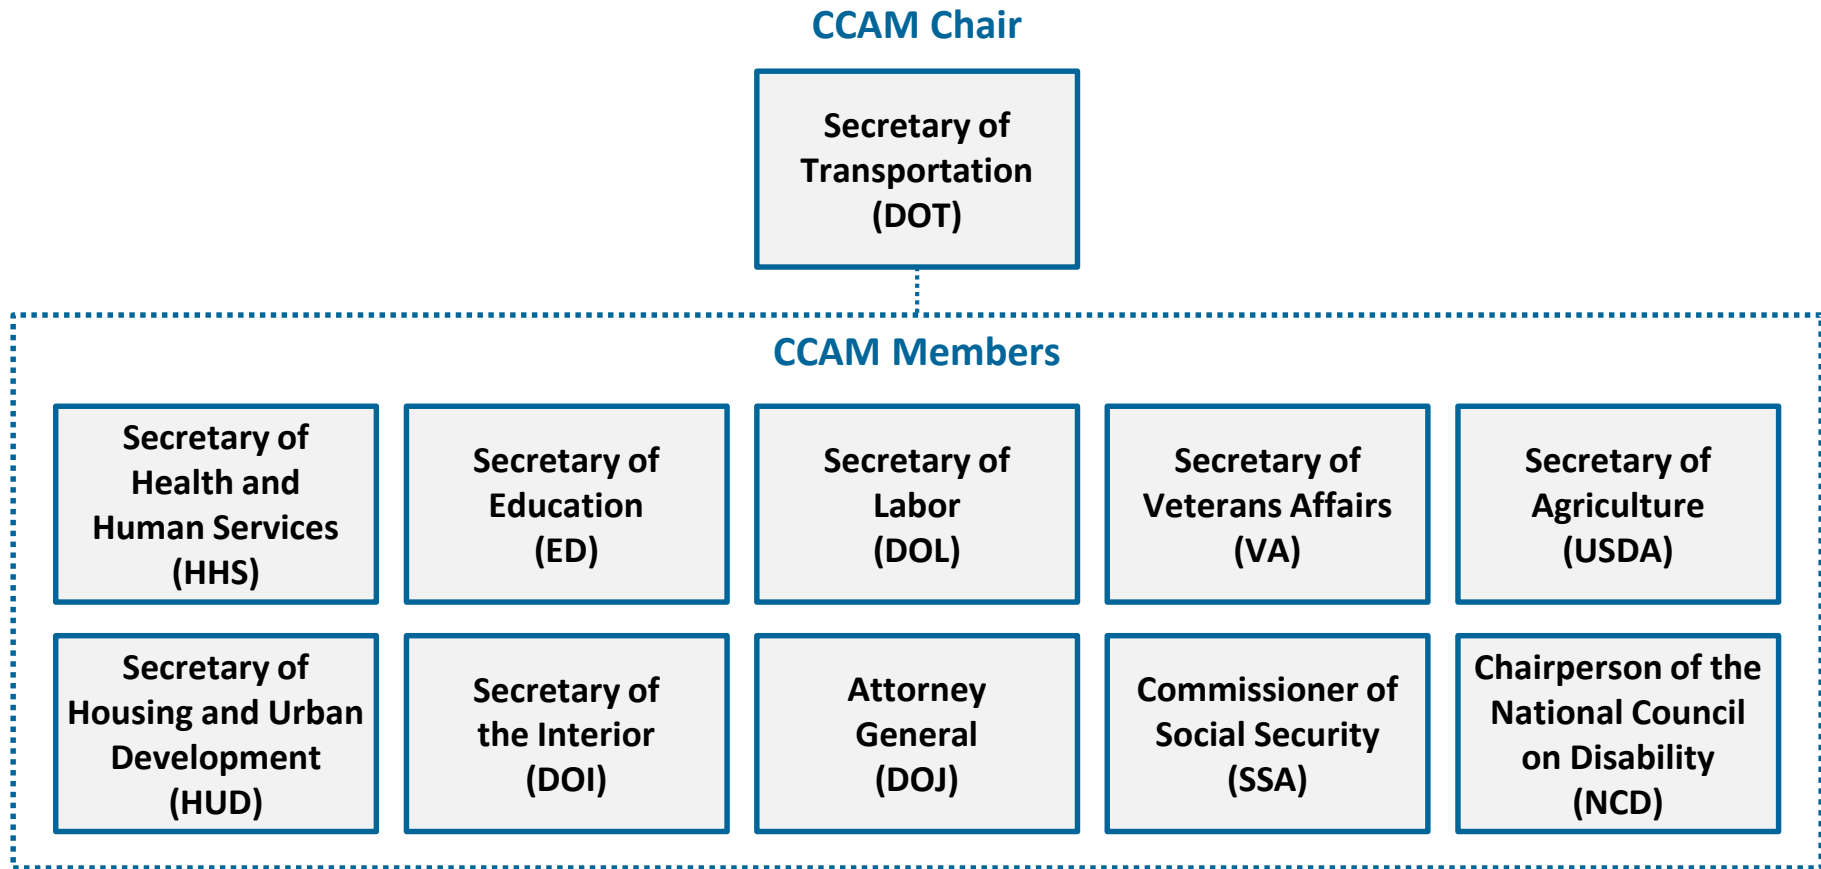 CCAM Chair
Secretary of
Transportation
(DOT)
CCAM Members
Secretary of
Health and
Human Services
(HHS)
Secretary of
Education
(ED)
Secretary of
Labor
(DOL)
Secretary of
Veterans Affairs
(VA)
Secretary of
Agriculture
(USDA)
Secretary of
Housing and Urban
Development
(HUD)
Secretary of
the Interior
(DOI)
Attorney
General
(DOJ)
Commissioner of
Social Security
(SSA)
Chairperson of the
National Council
on Disability
(NCD)